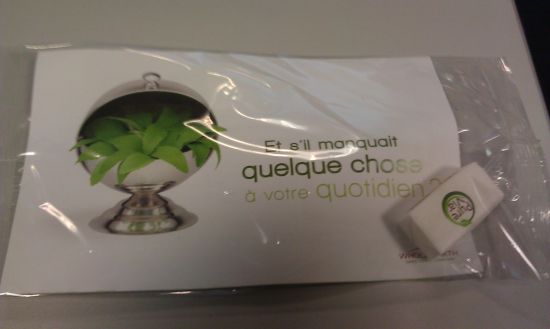 Et s'il manquait
quelque chose
à votre quotidien ?